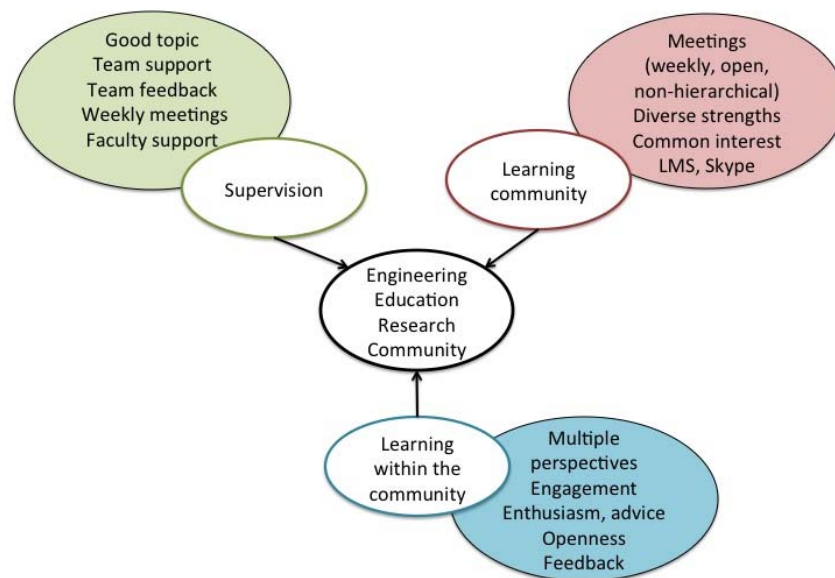 Good topic
Team support
Team feedback
Weekly meetings
Faculty support
Supervision
Meetings
(weekly, open,
non-hierarchical)
Diverse strengths
Common interest
LMS, Skype
Learning
community
Engineering
Education
Research
Community
Learning
within the
community
Multiple
perspectives
Engagement
Enthusiasm, advice
Openness
Feedback